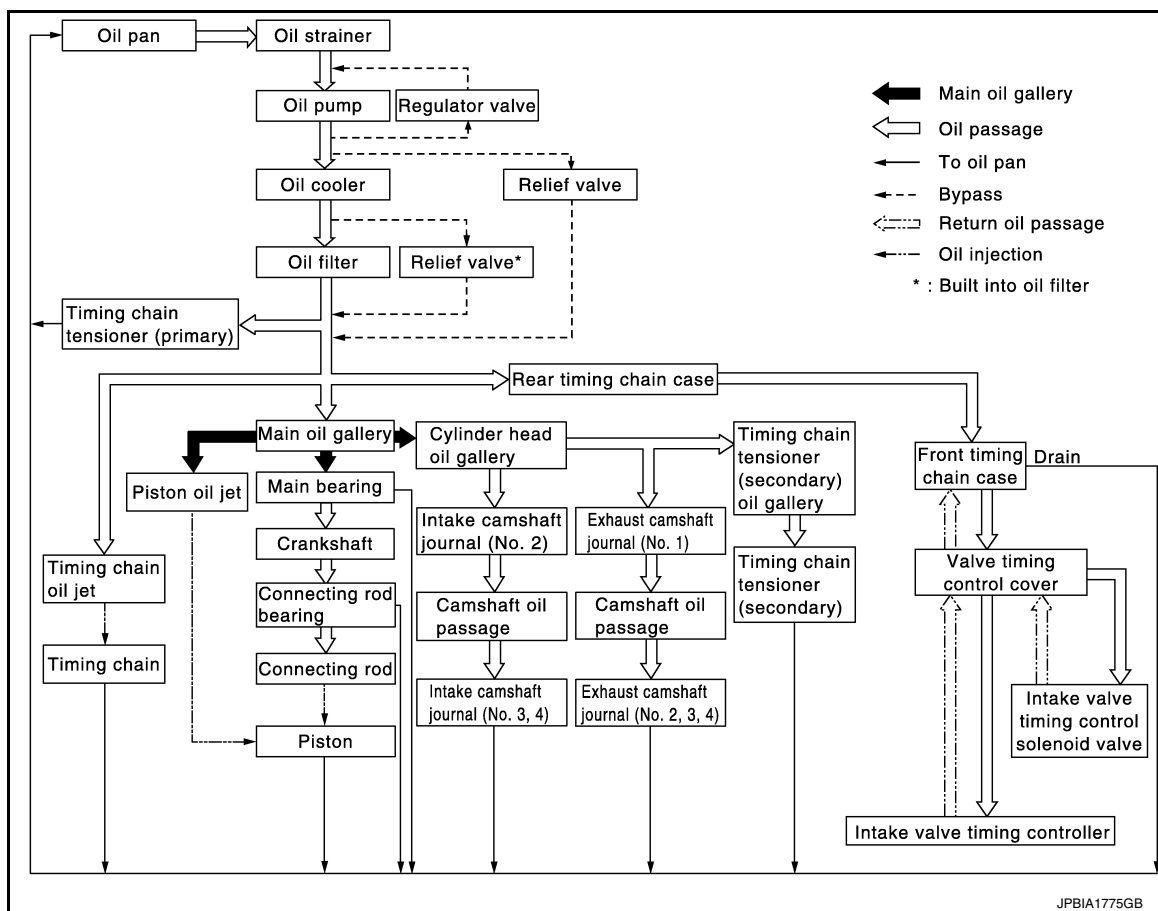 Oil pan
Oil strainer
Oil pump
Regulator valve
Oil cooler
Relief valve
Oil filter
Relief valve*
Main oil gallery
Oil passage
To oil pan
Bypass
Return oil passage
Oil injection
* : Built into oil filter
Timing chain
tensioner (primary)
Rear timing chain case
Main oil gallery
Cylinder head
oil gallery
Timing chain
tensioner
(secondary)
oil gallery
Front timing
chain case
Drain
Piston oil jet
Main bearing
Intake camshaft
journal (No. 2)
Exhaust camshaft
journal (No. 1)
Crankshaft
Timing chain
oil jet
Connecting rod
bearing
Camshaft oil
passage
Camshaft oil
passage
Timing chain
tensioner
(secondary)
Valve timing
control cover
Timing chain
Connecting rod
Intake camshaft
journal (No. 3, 4)
Exhaust camshaft
journal (No. 2, 3, 4)
Intake valve
timing control
solenoid valve
Piston
Intake valve timing controller
JPBIA1775GB